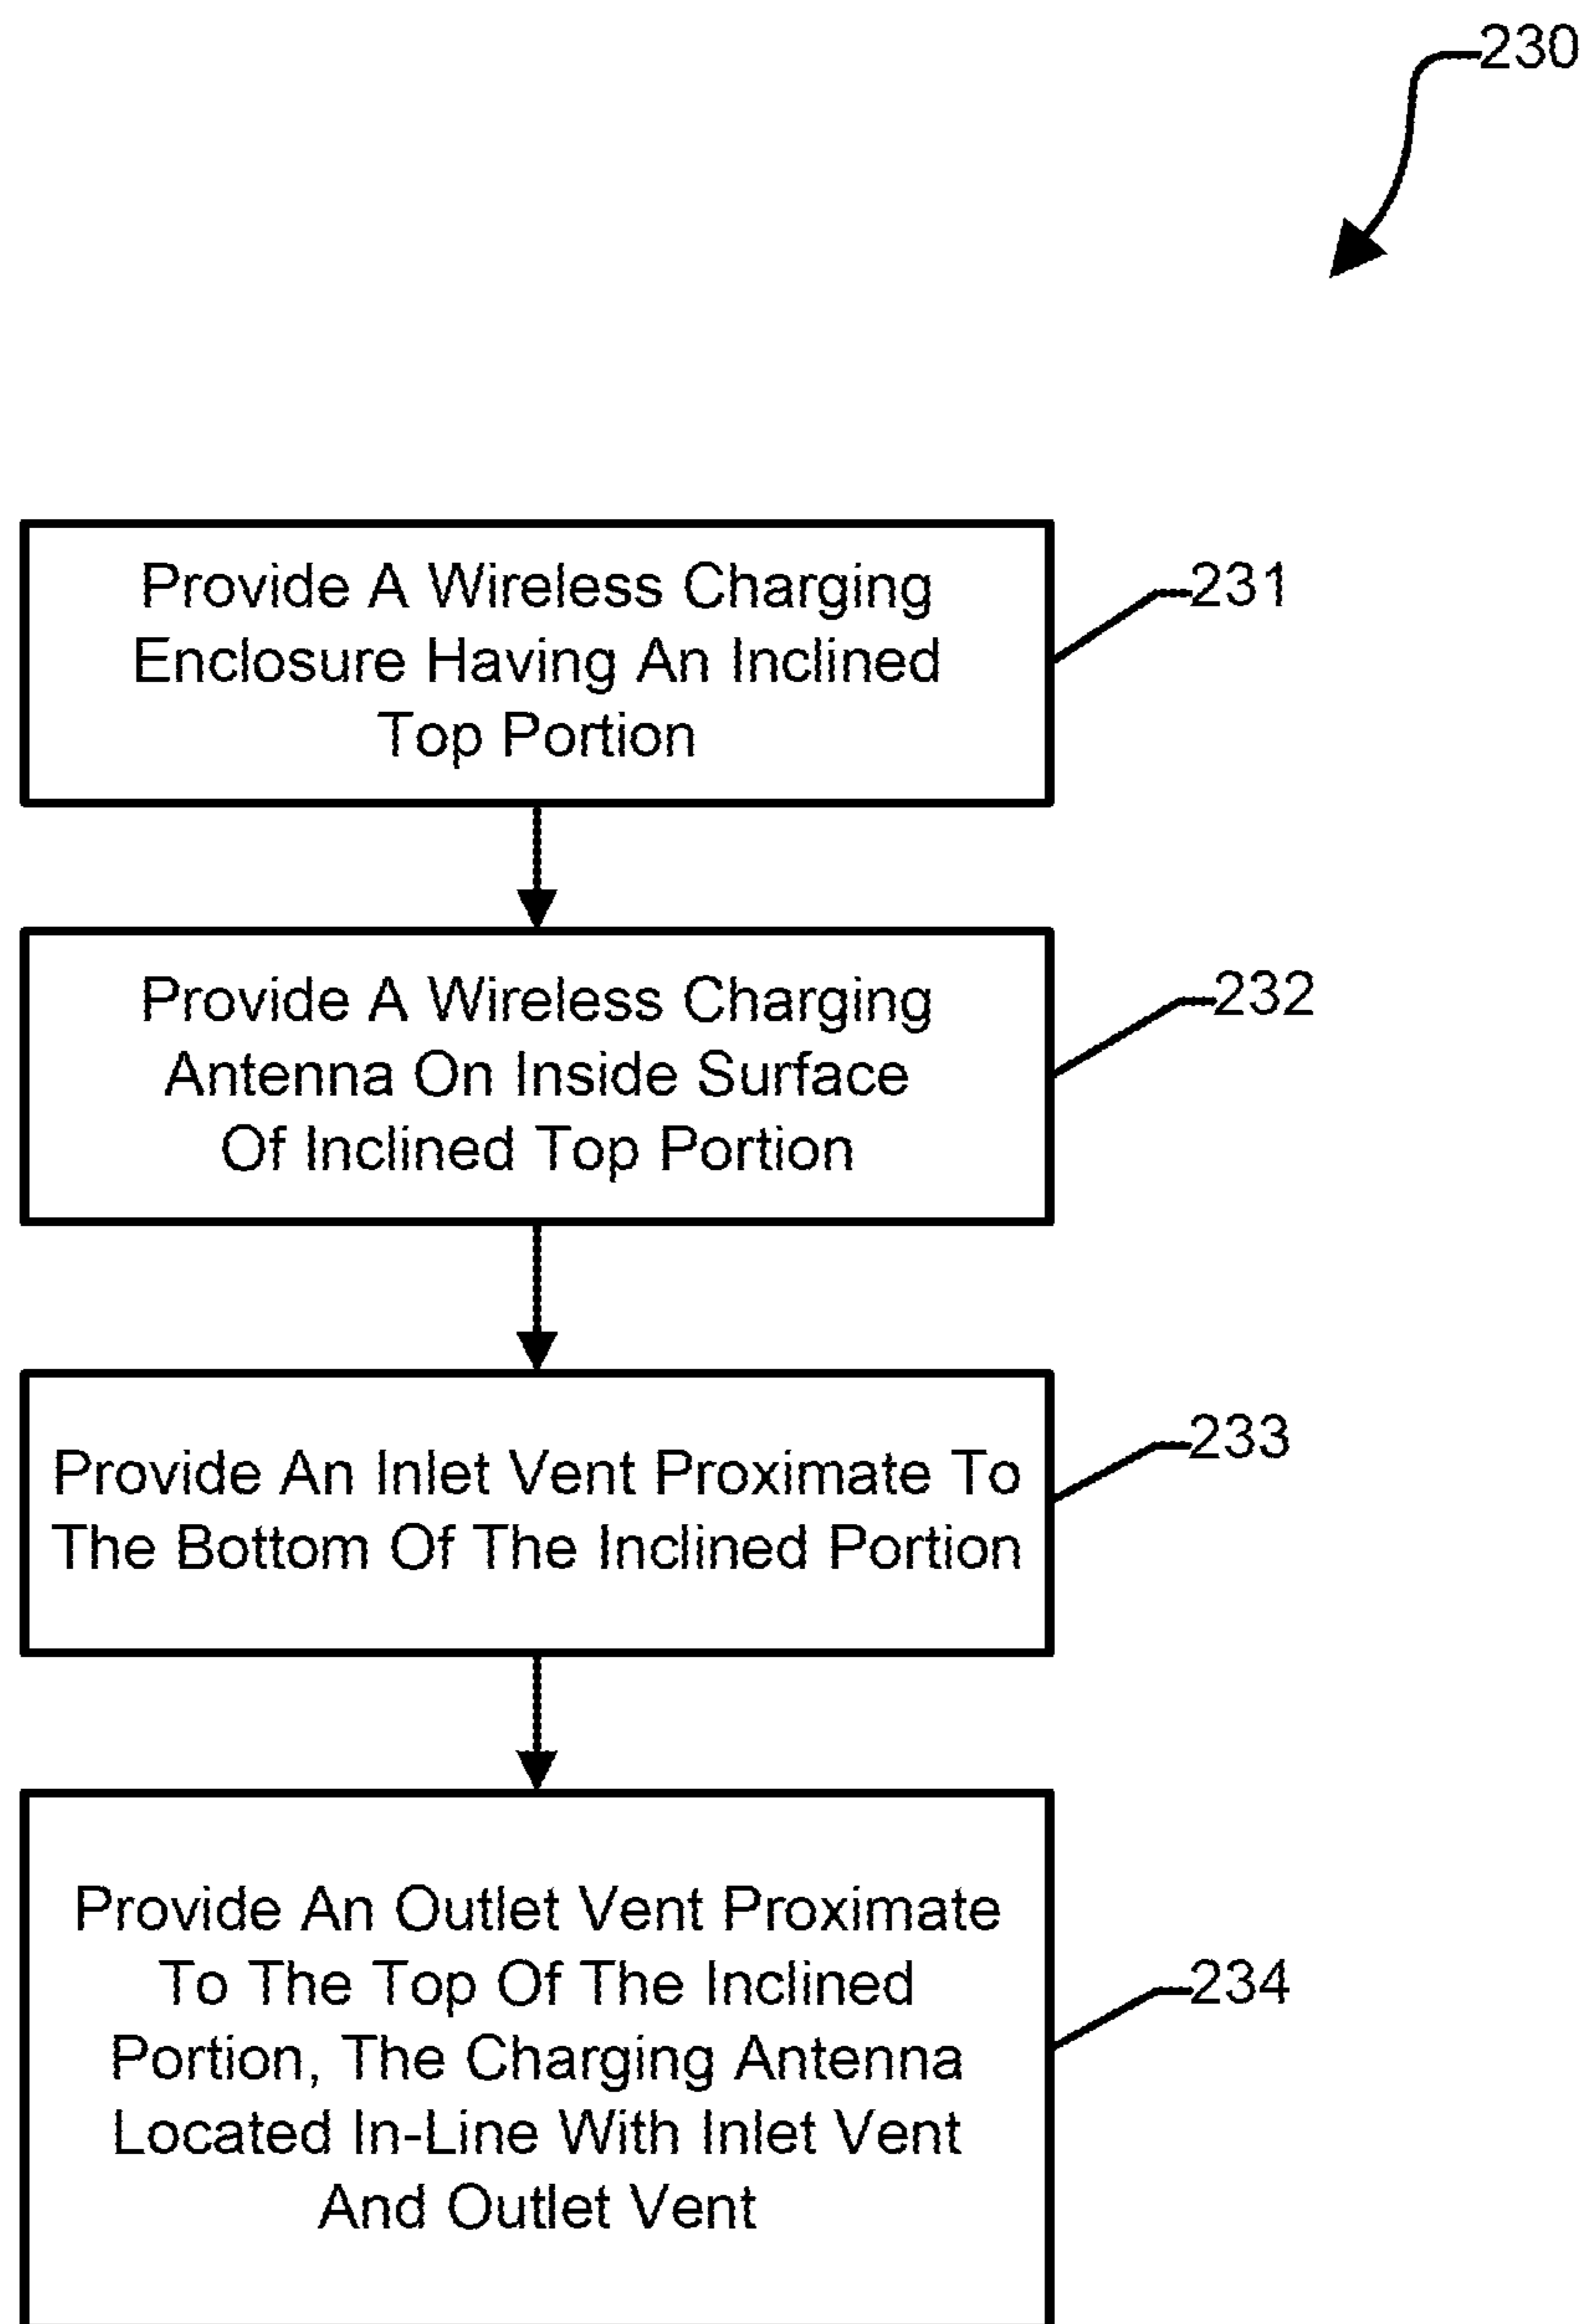 230
Provide A Wireless Charging
Enclosure Having An Inclined
Top Portion
231
Provide A Wireless Charging
Antenna On Inside Surface
Of Inclined Top Portion
232
Provide An Inlet Vent Proximate To
The Bottom Of The Inclined Portion
233
Provide An Outlet Vent Proximate
To The Top Of The Inclined
Portion, The Charging Antenna
Located In-Line With Inlet Vent
And Outlet Vent
234